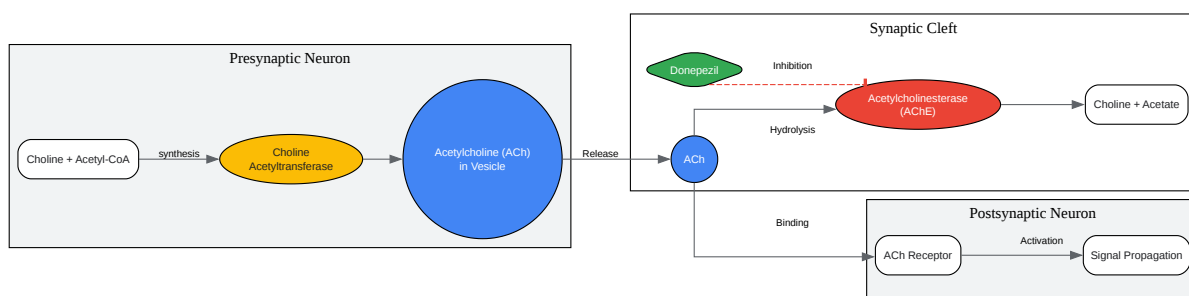 Presynaptic Neuron
Choline + Acetyl-CoA
synthesis
Choline
Acetyltransferase
Acetylcholine (ACh)
in Vesicle
Release
Synaptic Cleft
Donepezil
Inhibition
Acetylcholinesterase
(AChE)
Choline + Acetate
Hydrolysis
ACh
Binding
Postsynaptic Neuron
ACh Receptor
Activation
Signal Propagation